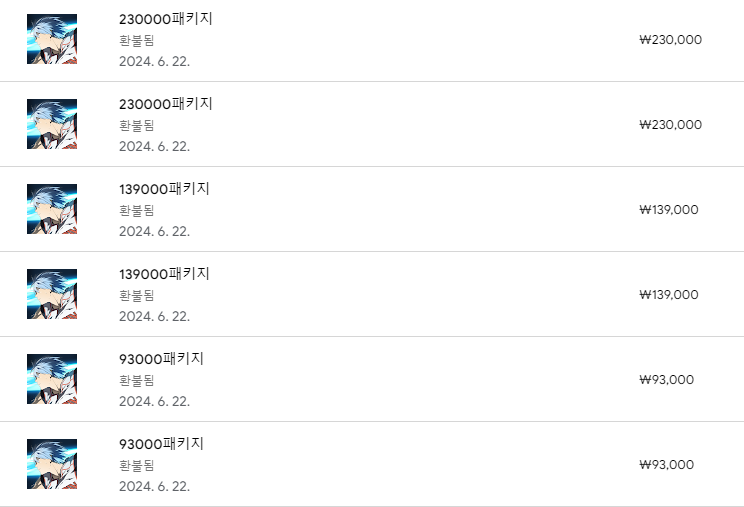 230000패키지
환불됨
₩230,000
2024. 6. 22.
230000패키지
환불됨
₩230,000
2024. 6. 22.
139000패키지
환불됨
₩139,000
2024. 6. 22.
139000패키지
환불됨
₩139,000
2024. 6. 22.
93000패키지
환불됨
₩93,000
2024. 6. 22.
93000패키지
환불됨
₩93,000
2024. 6. 22.